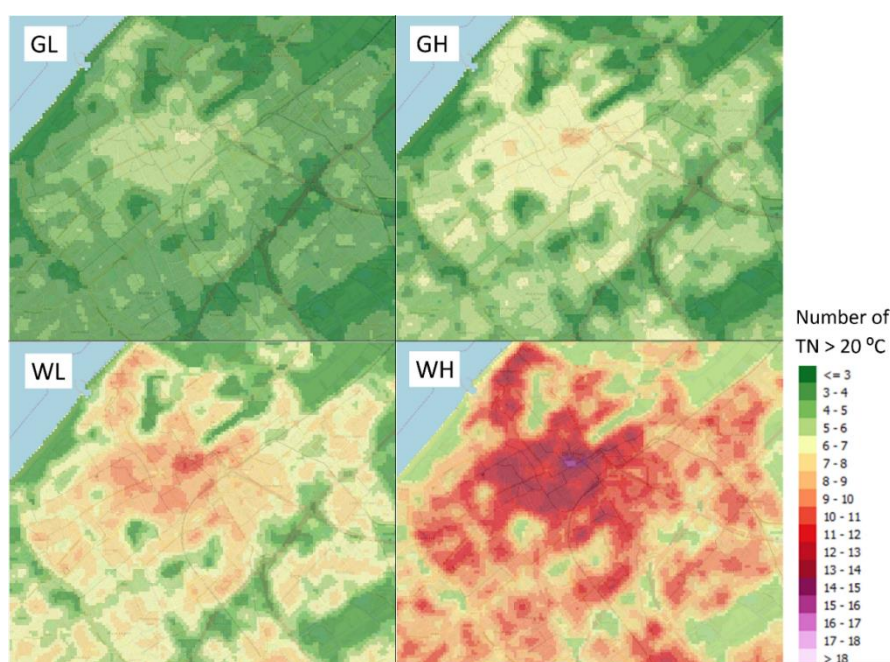 GL
GH
WL
WH
Number of
TN > 20 ⁰C
<= 3
3 - 4
4 - 5
5 - 6
6 - 7
7 - 8
8 - 9
9 - 10
10 - 11
11 - 12
12 - 13
13 - 14
14 - 15
15 - 16
16 - 17
17 - 18
> 18